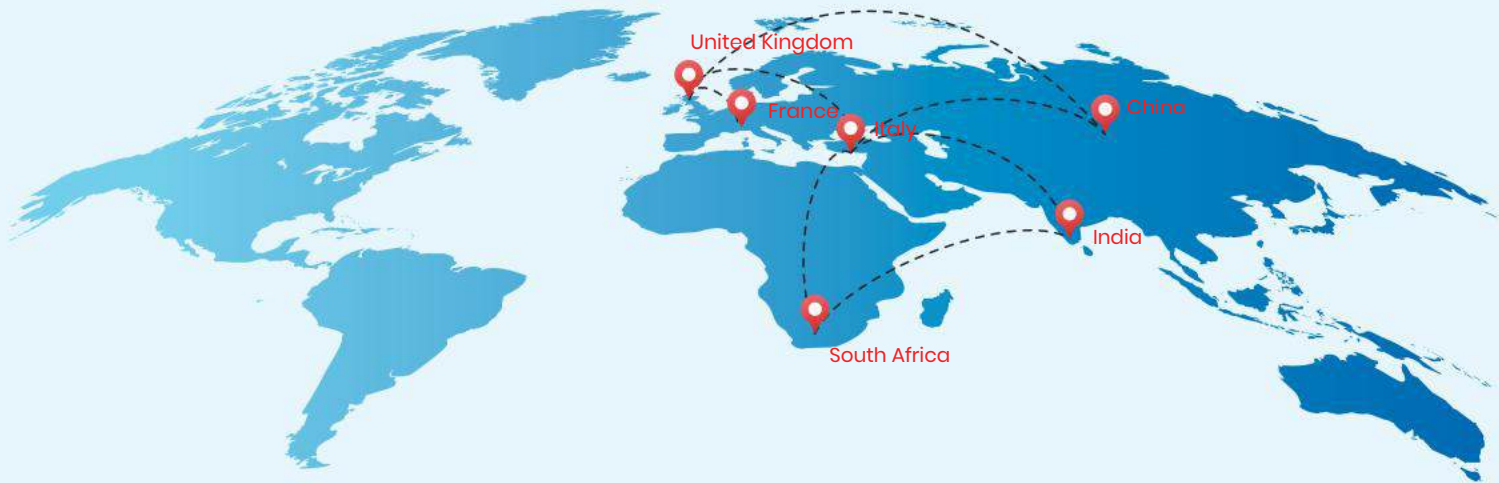 United Kingdom
France
Italy
China
India
South Africa